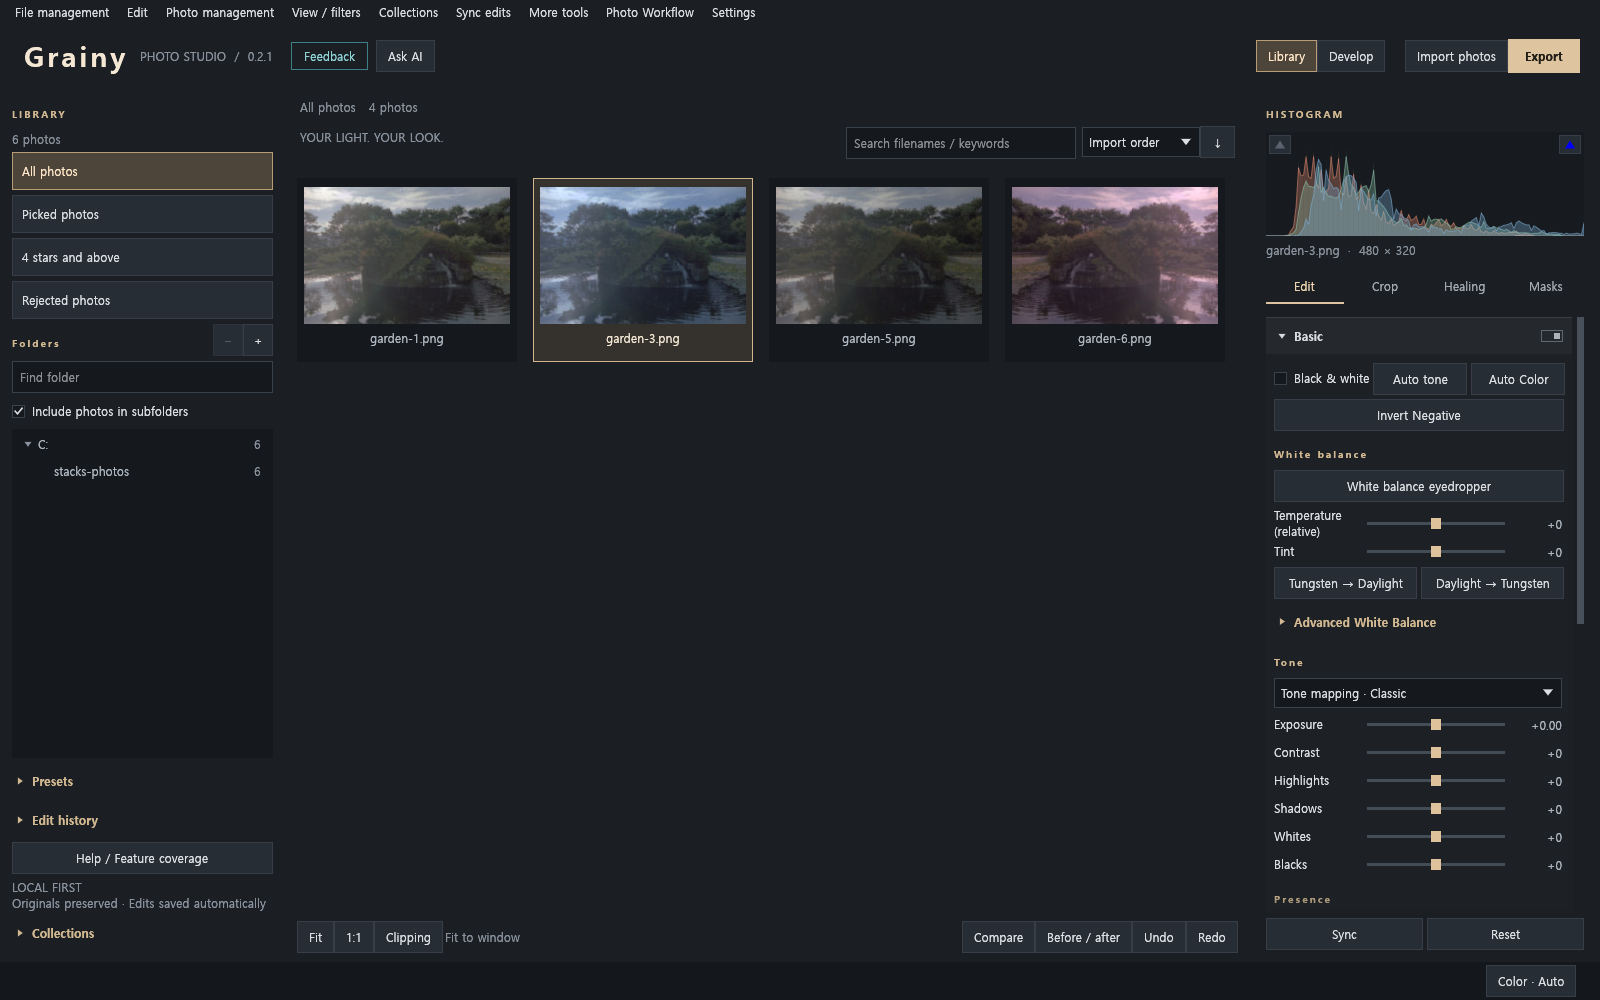 File management Edit Photo management View / filters Collections Sync edits More tools Photo Workflow Settings
Grainy PHOTO STUDIO / 0.2.1 Feedback Ask AI Library Develop Import photos Export
LIBRARY
6 photos
All photos
Picked photos
4 stars and above
Rejected photos
Folders − +
Find folder
Include photos in subfolders
C: 6
stacks-photos 6
Presets
Edit history
Help / Feature coverage
LOCAL FIRST
Originals preserved · Edits saved automatically
Collections
All photos 4 photos
YOUR LIGHT. YOUR LOOK.
Search filenames / keywords Import order ↓
garden-1.png garden-3.png garden-5.png garden-6.png
Fit 1:1 Clipping Fit to window Compare Before / after Undo Redo
HISTOGRAM
garden-3.png · 480 × 320
Edit Crop Healing Masks
Basic
Black & white Auto tone Auto Color
Invert Negative
White balance
White balance eyedropper
Temperature
(relative) +0
Tint +0
Tungsten → Daylight Daylight → Tungsten
Advanced White Balance
Tone
Tone mapping · Classic
Exposure +0.00
Contrast +0
Highlights +0
Shadows +0
Whites +0
Blacks +0
Presence
Sync Reset
Color · Auto